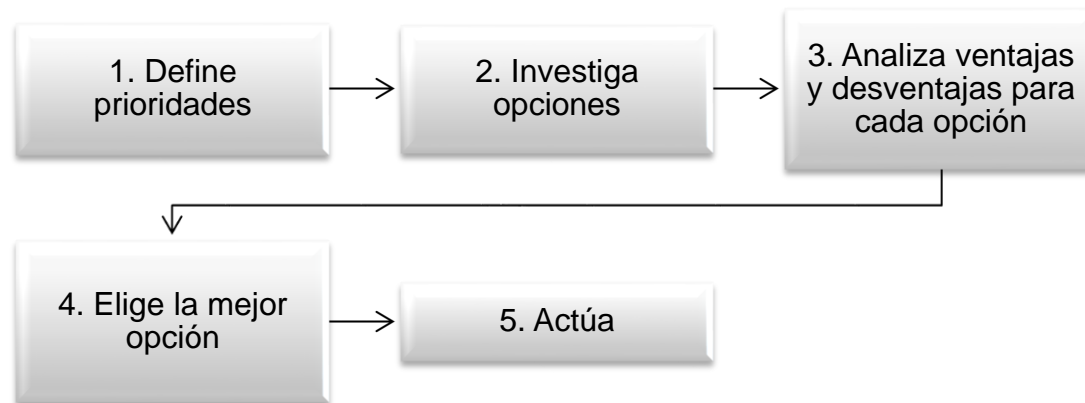 1. Define
prioridades
2. Investiga
opciones
3. Analiza ventajas
y desventajas para
cada opción
4. Elige la mejor
opción
5. Actúa